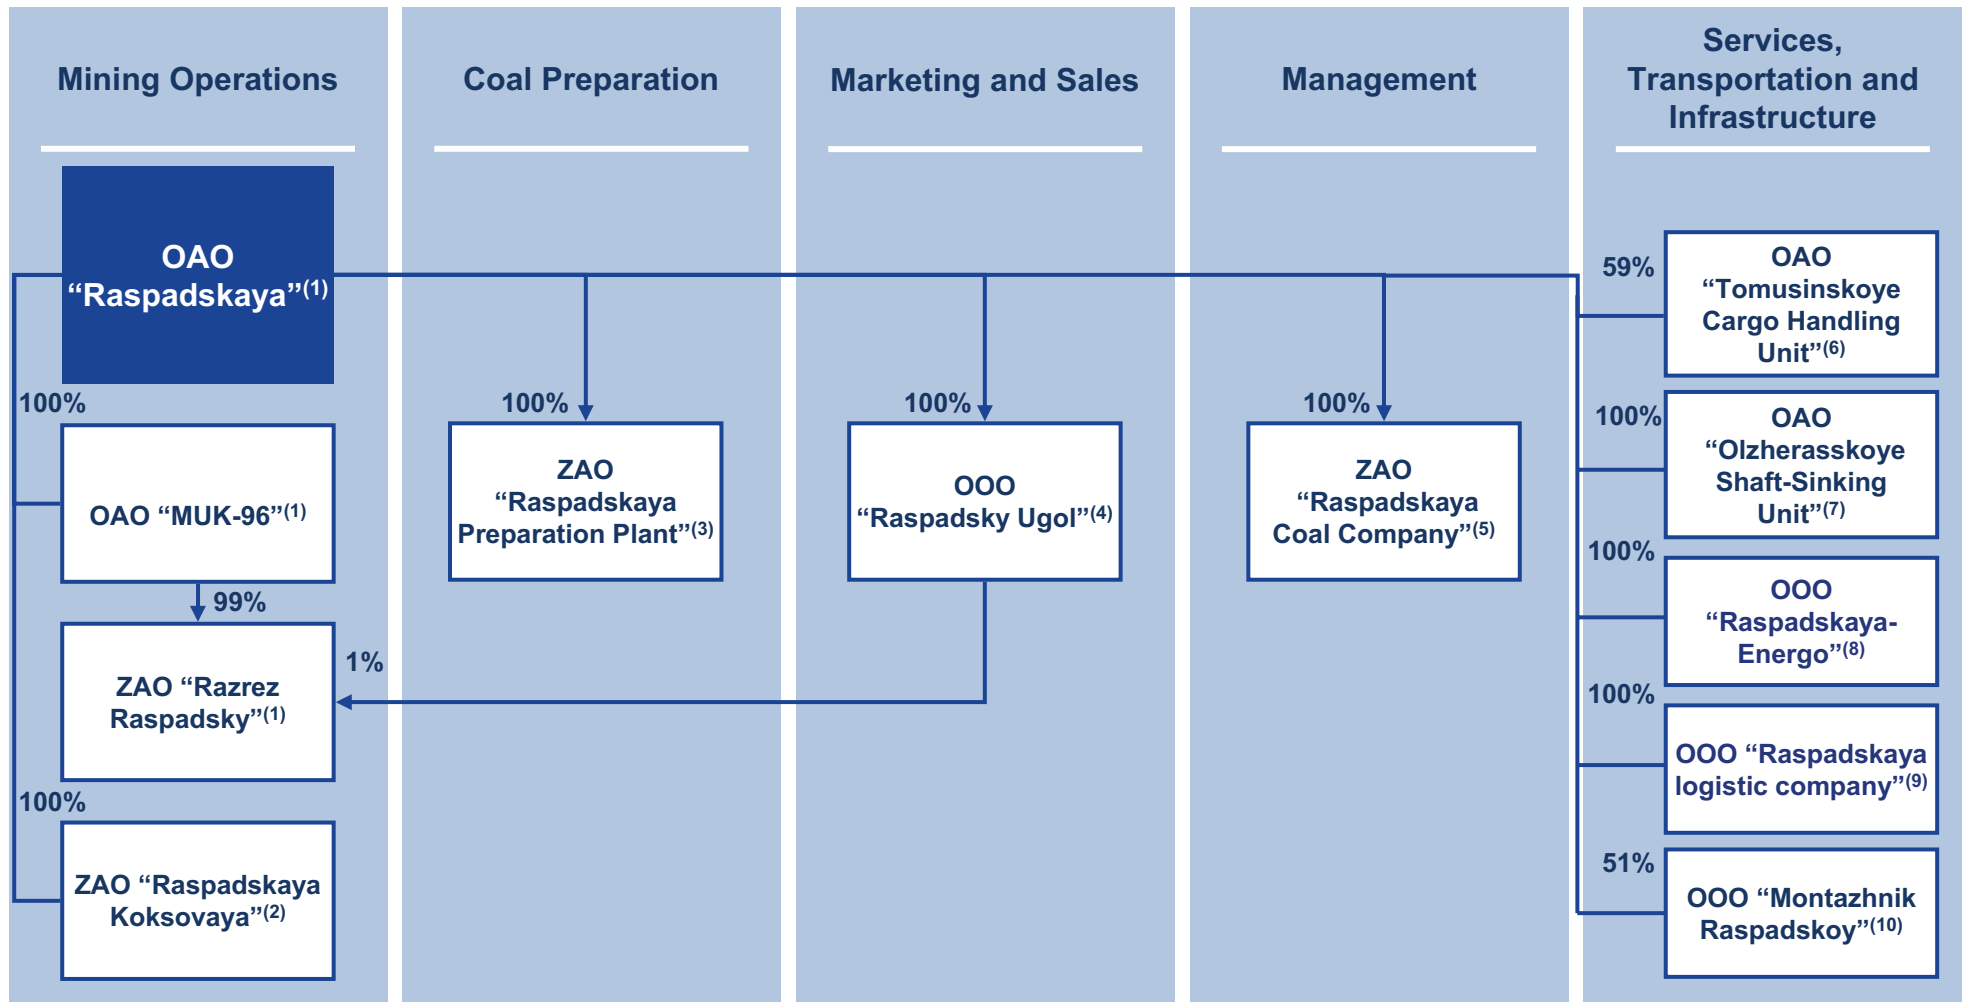 Mining Operations
Coal Preparation
Marketing and Sales
Management
Services,
Transportation and
Infrastructure
OAO
“Raspadskaya”(1)
100%
OAO “MUK-96”(1)
99%
ZAO “Razrez
Raspadsky”(1)
1%
100%
ZAO “Raspadskaya
Koksovaya”(2)
100%
ZAO
“Raspadskaya
Preparation Plant”(3)
100%
OOO
“Raspadsky Ugol”(4)
100%
ZAO
“Raspadskaya
Coal Company”(5)
59%
OAO
“Tomusinskoye
Cargo Handling
Unit”(6)
100%
OAO
“Olzherasskoye
Shaft-Sinking
Unit”(7)
100%
OOO
“Raspadskaya-
Energo”(8)
100%
OOO “Raspadskaya
logistic company”(9)
51%
OOO “Montazhnik
Raspadskoy”(10)